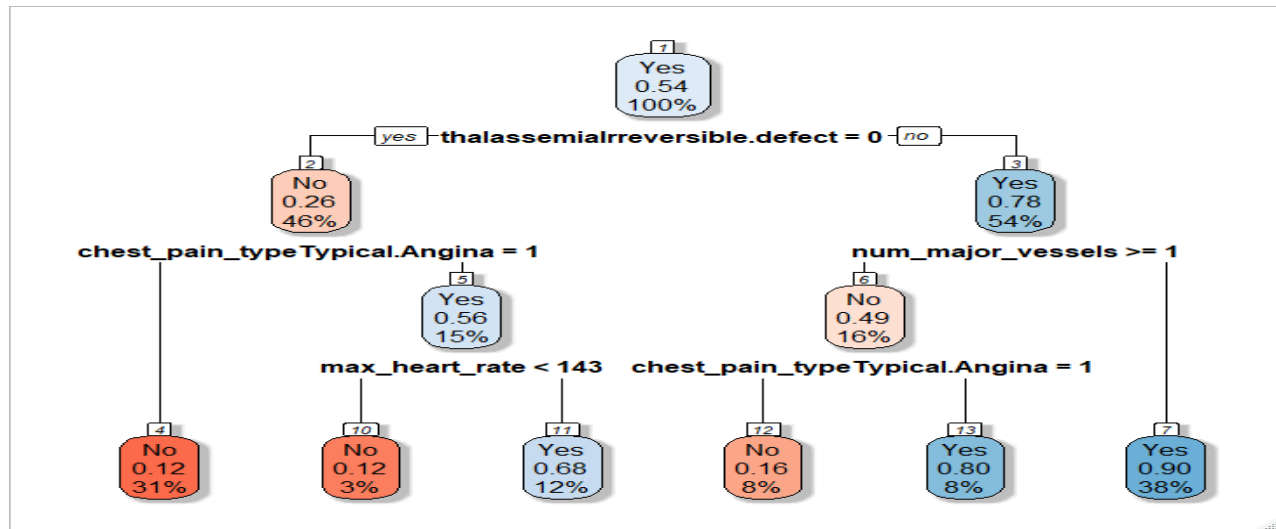 1
Yes
0.54
100%
yes thalassemiaIrreversible.defect = 0 no
2
No
0.26
46%
3
Yes
0.78
54%
chest_pain_typeTypical.Angina = 1
num_major_vessels >= 1
5
Yes
0.56
15%
6
No
0.49
16%
max_heart_rate < 143
chest_pain_typeTypical.Angina = 1
4
No
0.12
31%
10
No
0.12
3%
11
Yes
0.68
12%
12
No
0.16
8%
13
Yes
0.80
8%
7
Yes
0.90
38%